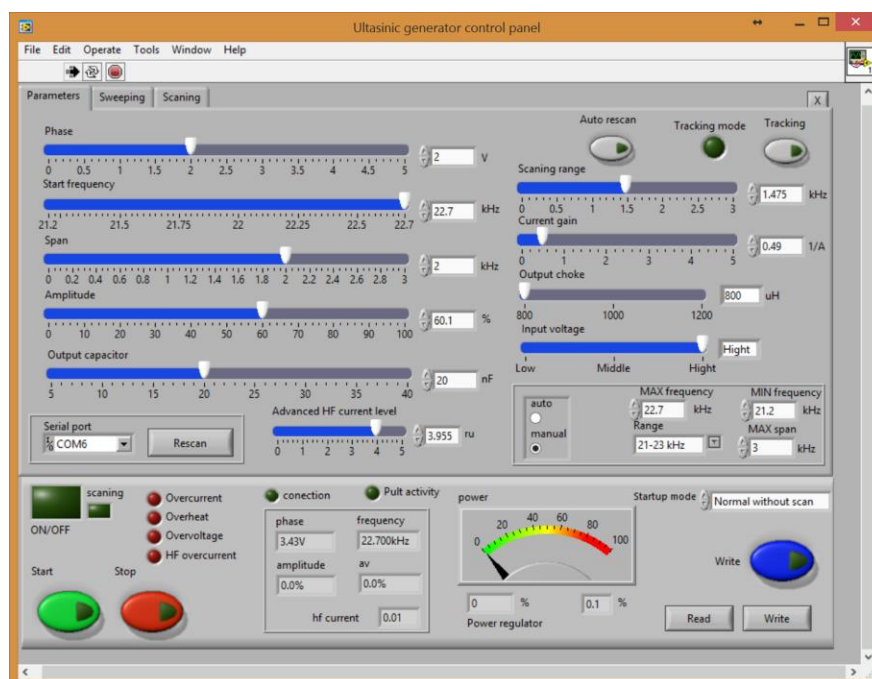 Ultasinic generator control panel
File Edit Operate Tools Window Help
Parameters Sweeping Scaning
X
Phase
0 0.5 1 1.5 2 2.5 3 3.5 4 4.5 5
2 V
Start frequency
21.2 21.5 21.75 22 22.25 22.5 22.7
22.7 kHz
Span
0 0.2 0.4 0.6 0.8 1 1.2 1.4 1.6 1.8 2 2.2 2.4 2.6 2.8 3
2 kHz
Amplitude
0 10 20 30 40 50 60 70 80 90 100
60.1 %
Output capacitor
5 10 15 20 25 30 35 40
20 nF
Serial port
COM6
Rescan
Advanced HF current level
0 1 2 3 4 5
3.955 ru
Auto rescan Tracking mode Tracking
Scaning range
0 0.5 1 1.5 2 2.5 3
1.475 kHz
Current gain
0 1 2 3 4 5
0.49 1/A
Output choke
800 1000 1200
800 uH
Input voltage
Low Middle Hight
Hight
auto
manual
MAX frequency
22.7 kHz
MIN frequency
21.2 kHz
Range
21-23 kHz
MAX span
3 kHz
ON/OFF
scaning
Overcurrent
Overheat
Overvoltage
HF overcurrent
Start Stop
conection Pult activity
phase frequency
3.43V 22.700kHz
amplitude av
0.0% 0.0%
hf current 0.01
power
0 20 40 60 80 100
0 % 0.1 %
Power regulator
Startup mode Normal without scan
Write
Read Write